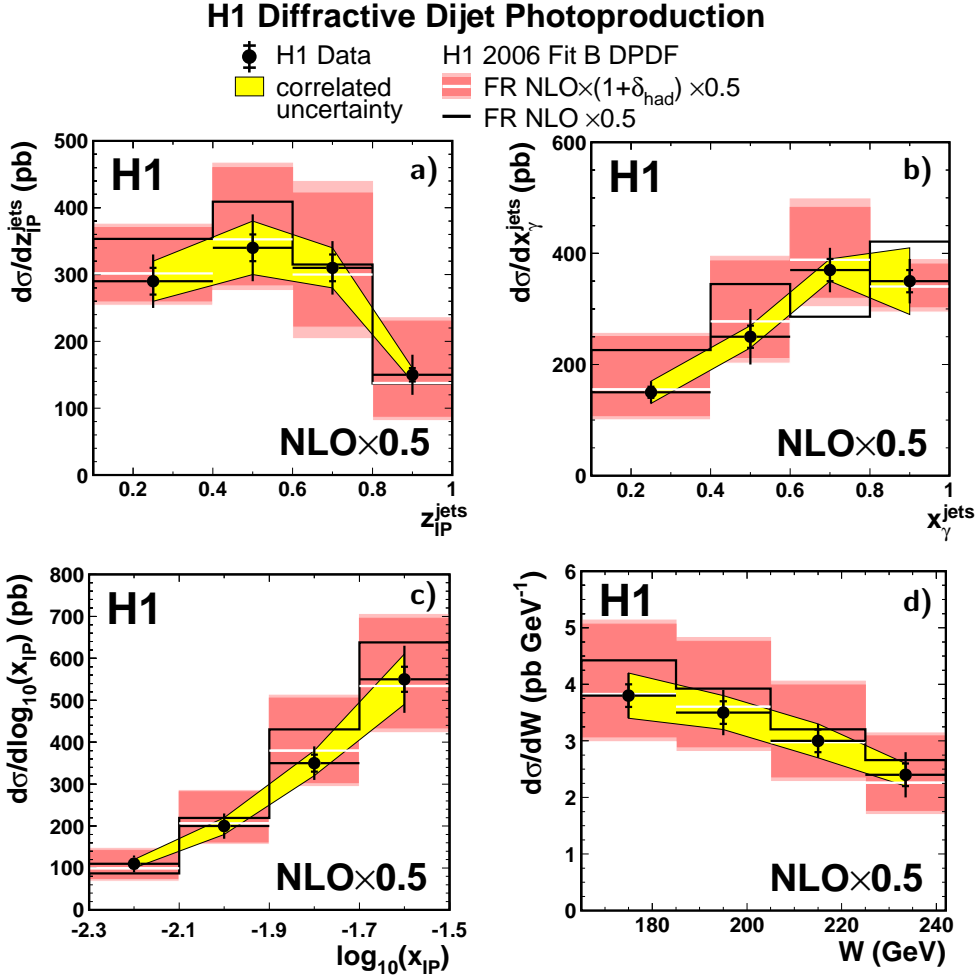 H1 Diffractive Dijet Photoproduction
H1 Data
correlated
uncertainty
H1 2006 Fit B DPDF
FR NLO×(1+δ_had) ×0.5
FR NLO ×0.5
H1
a)
dσ/dz_IP^jets (pb)
500
400
300
200
100
0
NLO×0.5
0.2 0.4 0.6 0.8 1
z_IP^jets
H1
b)
dσ/dx_γ^jets (pb)
600
400
200
0
NLO×0.5
0.2 0.4 0.6 0.8 1
x_γ^jets
H1
c)
dσ/dlog₁₀(x_IP) (pb)
800
700
600
500
400
300
200
100
0
NLO×0.5
-2.3 -2.1 -1.9 -1.7 -1.5
log₁₀(x_IP)
H1
d)
dσ/dW (pb GeV⁻¹)
6
5
4
3
2
1
0
NLO×0.5
180 200 220 240
W (GeV)